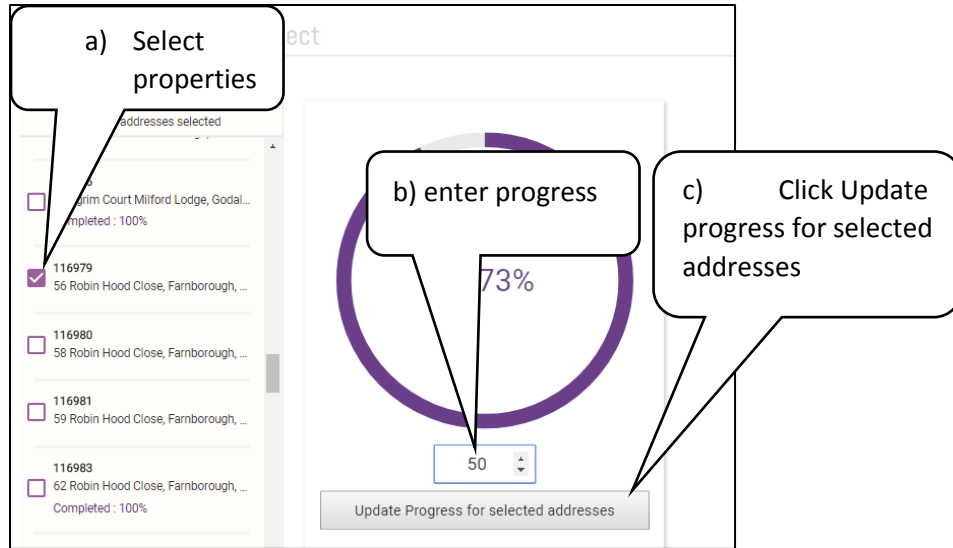 a) Select
properties
ect
addresses selected
grim Court Milford Lodge, Godal...
mpleted : 100%
116979
56 Robin Hood Close, Farnborough, ...
116980
58 Robin Hood Close, Farnborough, ...
116981
59 Robin Hood Close, Farnborough, ...
116983
62 Robin Hood Close, Farnborough, ...
Completed : 100%
b) enter progress
73%
50
Update Progress for selected addresses
c) Click Update
progress for selected
addresses